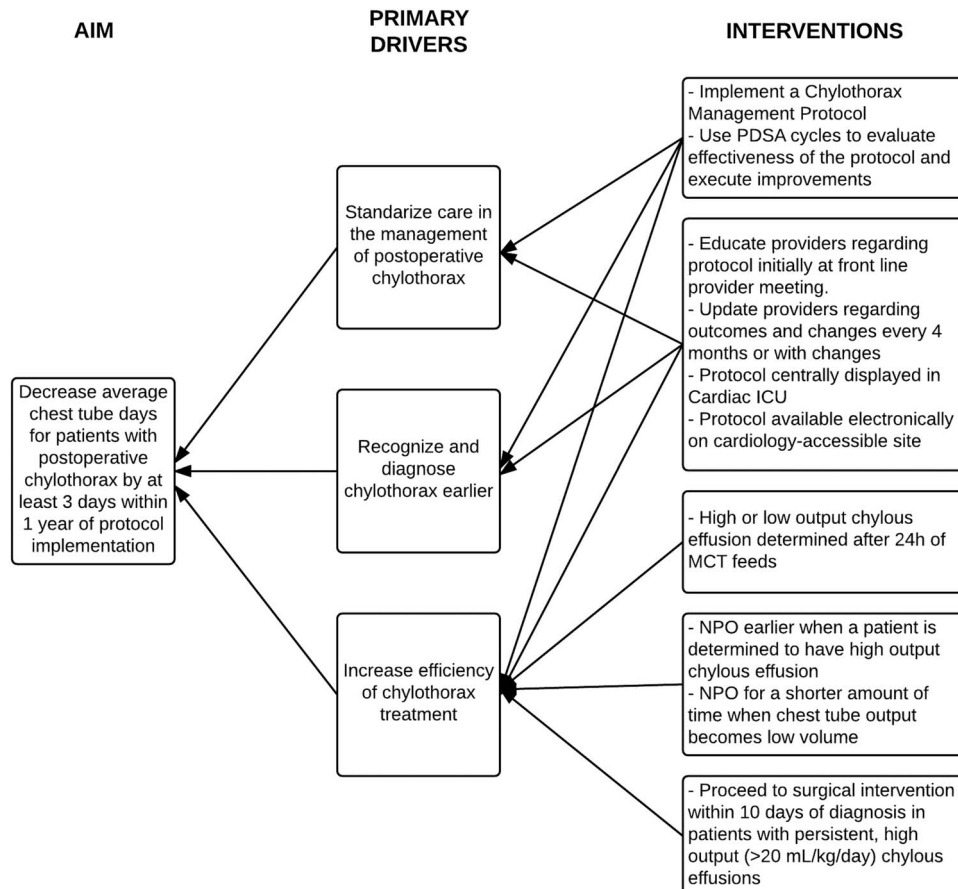 AIM
PRIMARY
DRIVERS
INTERVENTIONS
Decrease average
chest tube days
for patients with
postoperative
chylothorax by at
least 3 days within
1 year of protocol
implementation
Standarize care in
the management
of postoperative
chylothorax
Recognize and
diagnose
chylothorax earlier
Increase efficiency
of chylothorax
treatment
- Implement a Chylothorax
Management Protocol
- Use PDSA cycles to evaluate
effectiveness of the protocol and
execute improvements
- Educate providers regarding
protocol initially at front line
provider meeting.
- Update providers regarding
outcomes and changes every 4
months or with changes
- Protocol centrally displayed in
Cardiac ICU
- Protocol available electronically
on cardiology-accessible site
- High or low output chylous
effusion determined after 24h of
MCT feeds
- NPO earlier when a patient is
determined to have high output
chylous effusion
- NPO for a shorter amount of
time when chest tube output
becomes low volume
- Proceed to surgical intervention
within 10 days of diagnosis in
patients with persistent, high
output (>20 mL/kg/day) chylous
effusions